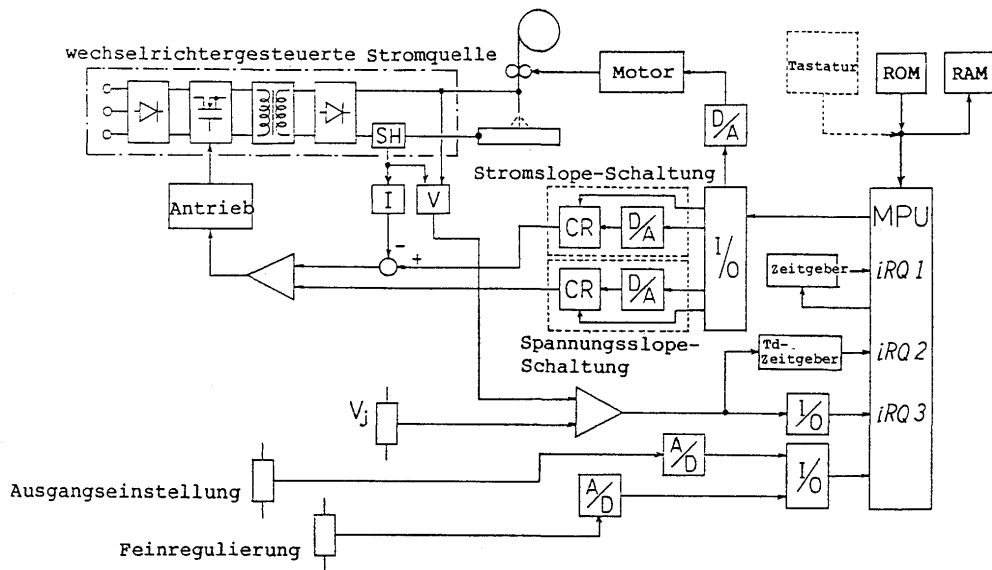 wechselrichtergesteuerte Stromquelle
Motor
Tastatur
ROM
RAM
D/A
SH
Antrieb
I
V
Stromslope-Schaltung
MPU
CR
D/A
I/O
−
+
Zeitgeber
iRQ 1
CR
D/A
Spannungsslope-
Schaltung
Td-
Zeitgeber
iRQ 2
Vj
I/O
iRQ 3
A/D
I/O
Ausgangseinstellung
A/D
Feinregulierung